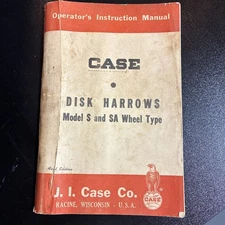 Operator's Instruction Manual
CASE
DISK HARROWS
Model S and SA Wheel Type
J. I. Case Co.
RACINE, WISCONSIN - U.S.A.
CASE